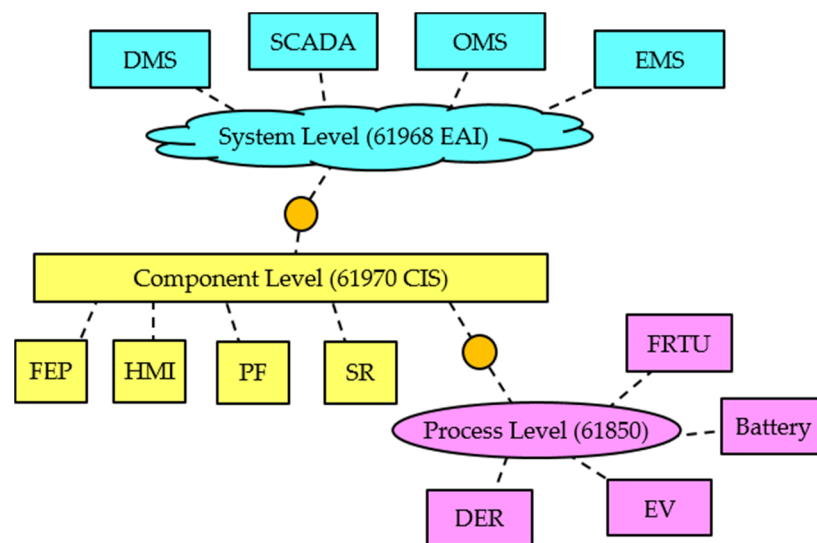 DMS
SCADA
OMS
EMS
System Level (61968 EAI)
Component Level (61970 CIS)
FEP
HMI
PF
SR
FRTU
Process Level (61850)
Battery
DER
EV